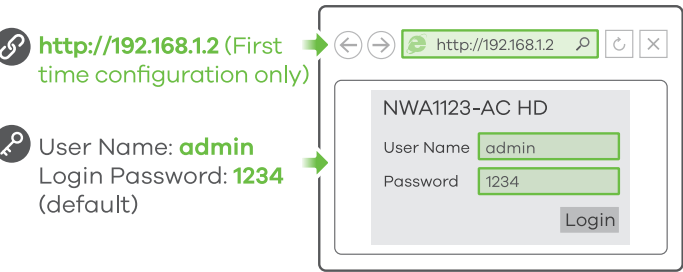 http://192.168.1.2 (First
time configuration only)
User Name: admin
Login Password: 1234
(default)
http://192.168.1.2
NWA1123-AC HD
User Name admin
Password 1234
Login